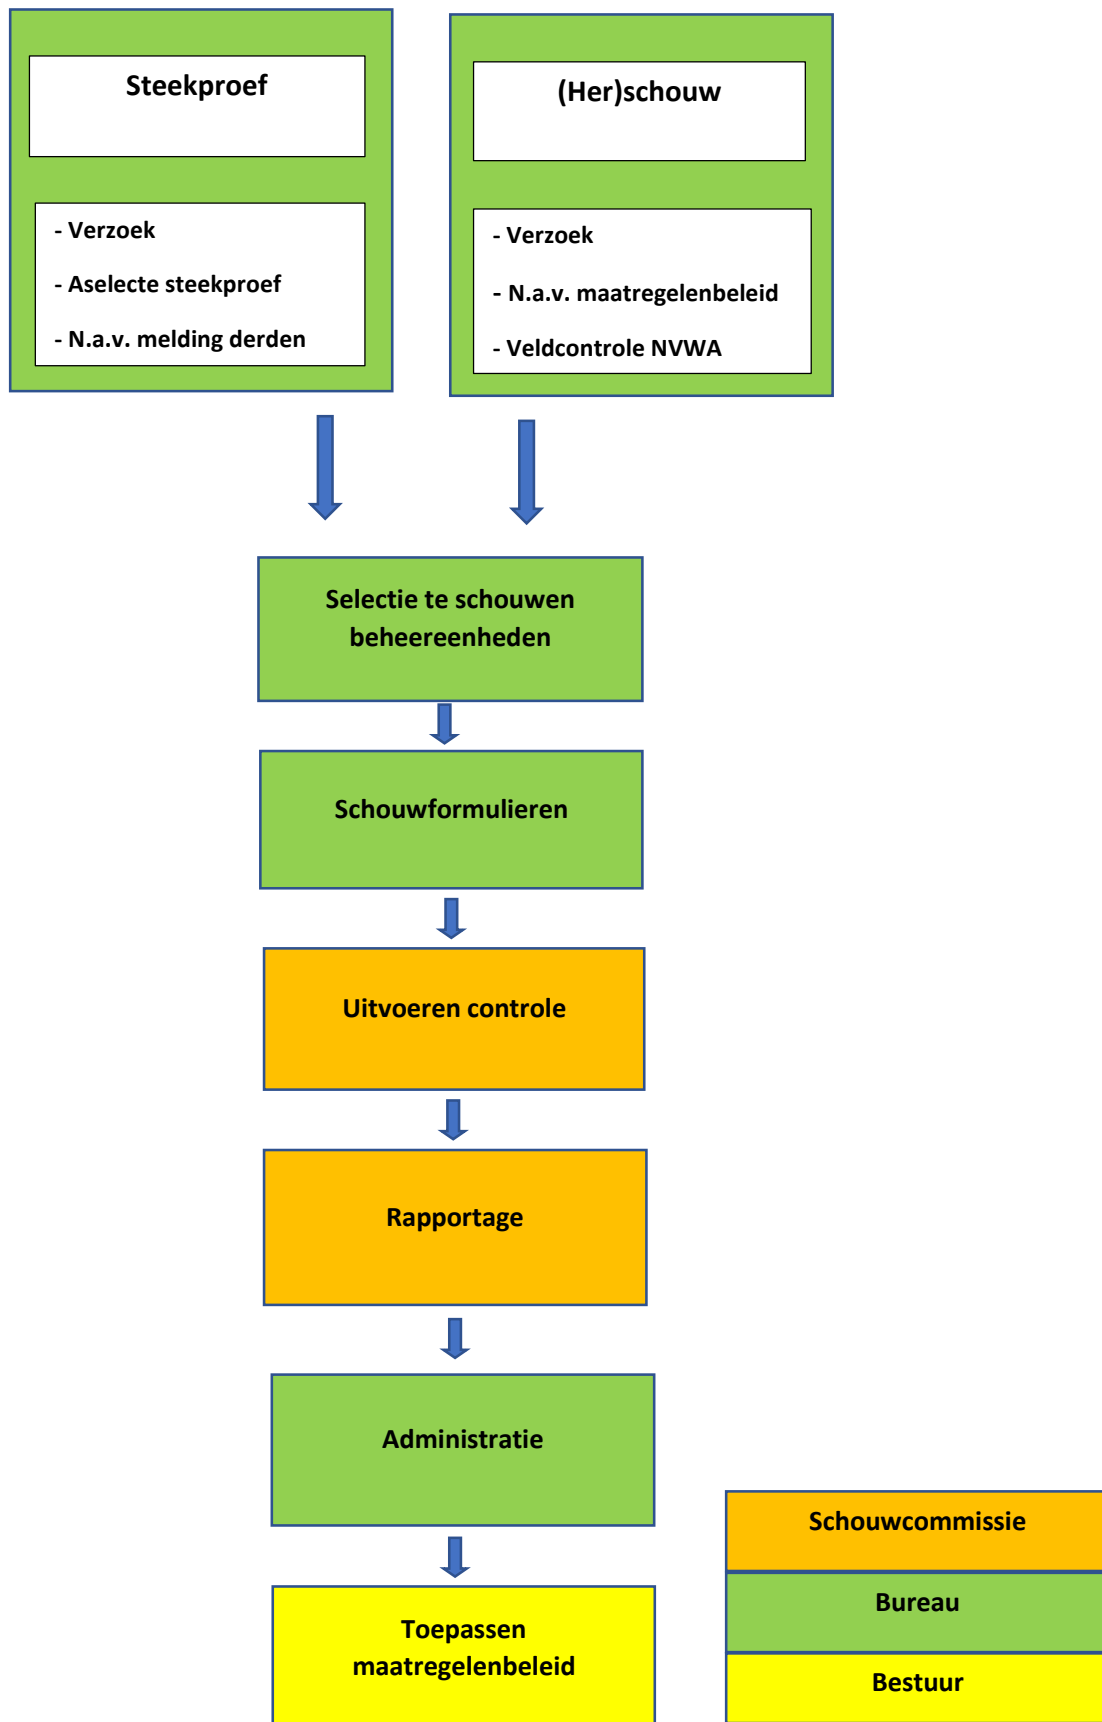 Steekproef
- Verzoek
- Aselecte steekproef
- N.a.v. melding derden
(Her)schouw
- Verzoek
- N.a.v. maatregelenbeleid
- Veldcontrole NVWA
Selectie te schouwen
beheereenheden
Schouwformulieren
Uitvoeren controle
Rapportage
Administratie
Toepassen
maatregelenbeleid
Schouwcommissie
Bureau
Bestuur